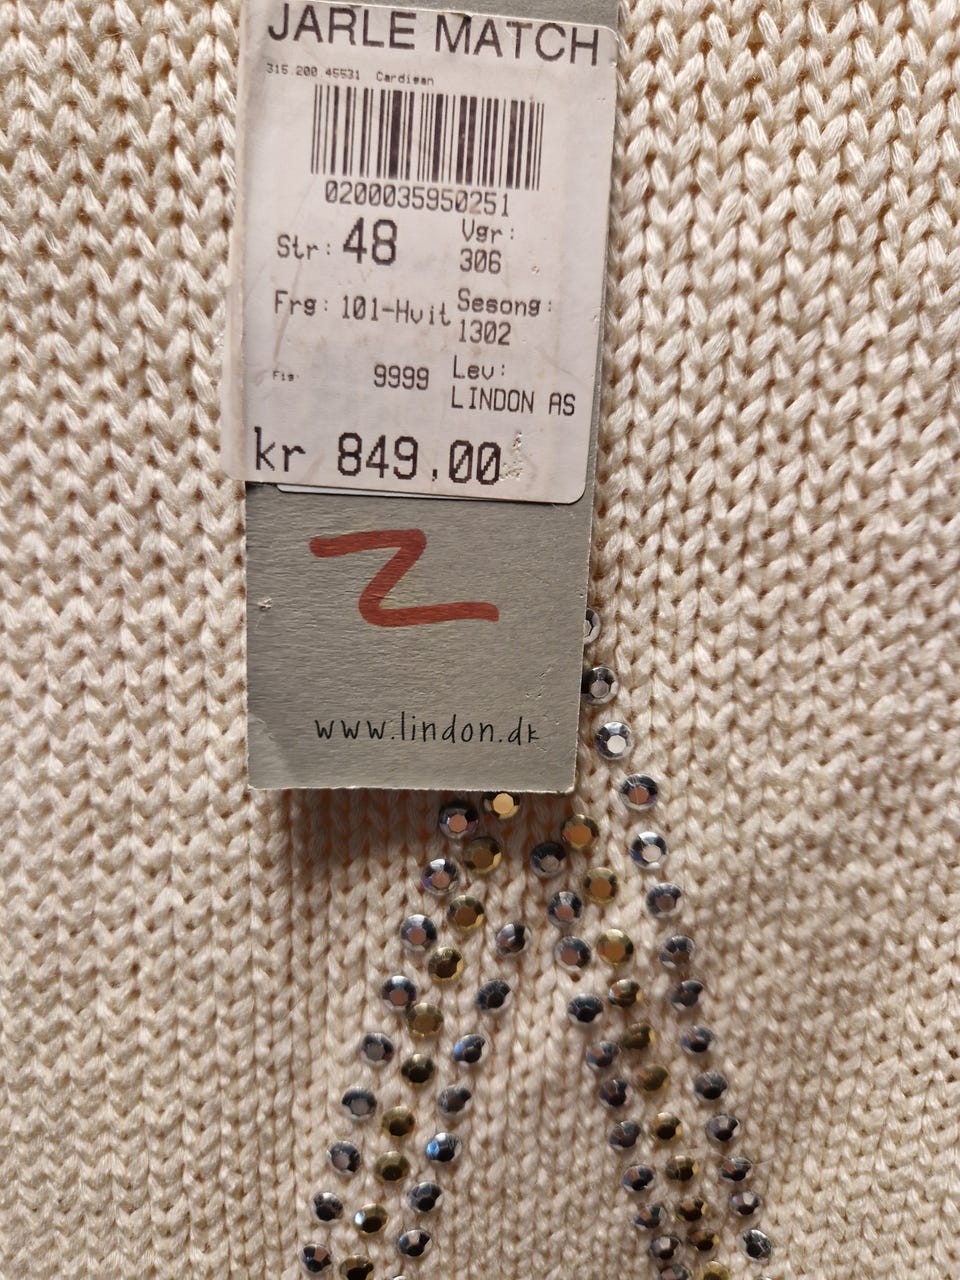 JARLE MATCH
315.200.45531 Cardigan
0200035950251
Str: 48 Vgr: 306
Frg: 101-Hvit Sesong: 1302
9999 Lev: LINDON AS
kr 849.00
Z
www.lindon.dk